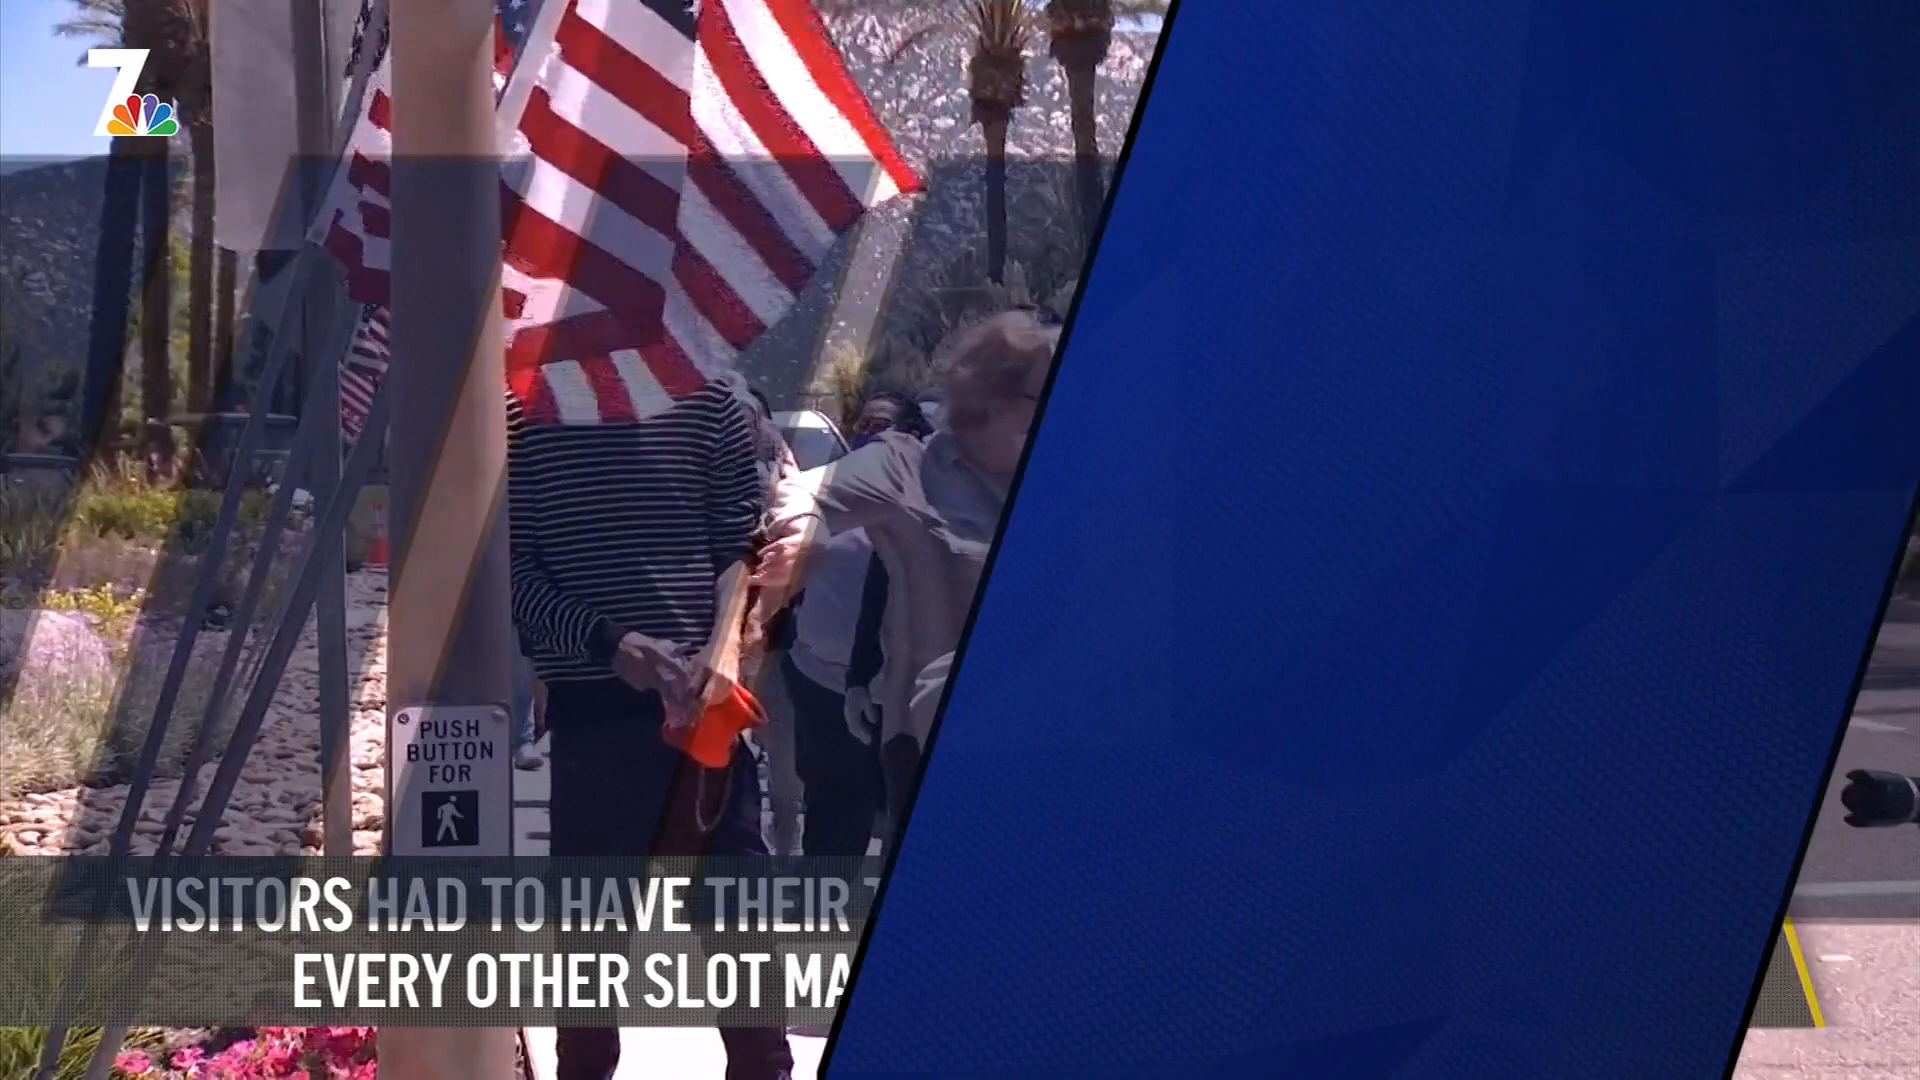 7
PUSH
BUTTON
FOR
VISITORS HAD TO HAVE THEIR
EVERY OTHER SLOT MA